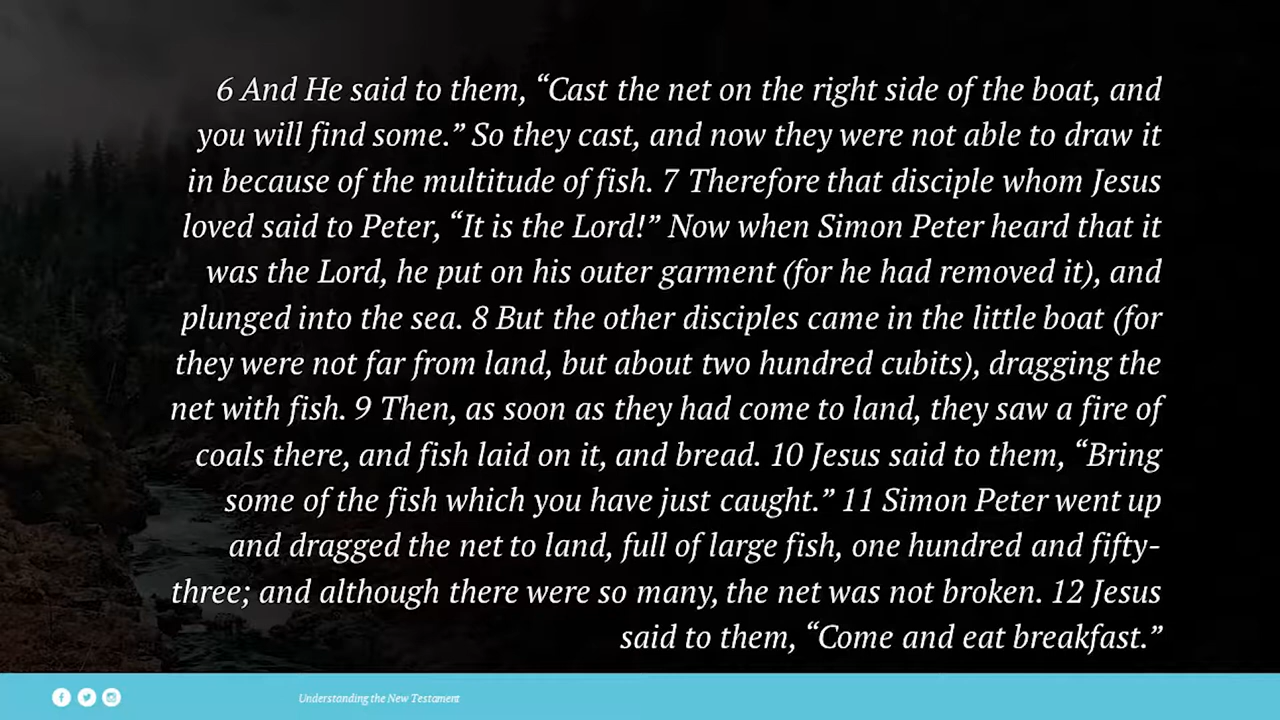 6 And He said to them, “Cast the net on the right side of the boat, and
you will find some.” So they cast, and now they were not able to draw it
in because of the multitude of fish. 7 Therefore that disciple whom Jesus
loved said to Peter, “It is the Lord!” Now when Simon Peter heard that it
was the Lord, he put on his outer garment (for he had removed it), and
plunged into the sea. 8 But the other disciples came in the little boat (for
they were not far from land, but about two hundred cubits), dragging the
net with fish. 9 Then, as soon as they had come to land, they saw a fire of
coals there, and fish laid on it, and bread. 10 Jesus said to them, “Bring
some of the fish which you have just caught.” 11 Simon Peter went up
and dragged the net to land, full of large fish, one hundred and fifty-
three; and although there were so many, the net was not broken. 12 Jesus
said to them, “Come and eat breakfast.”
Understanding the New Testament